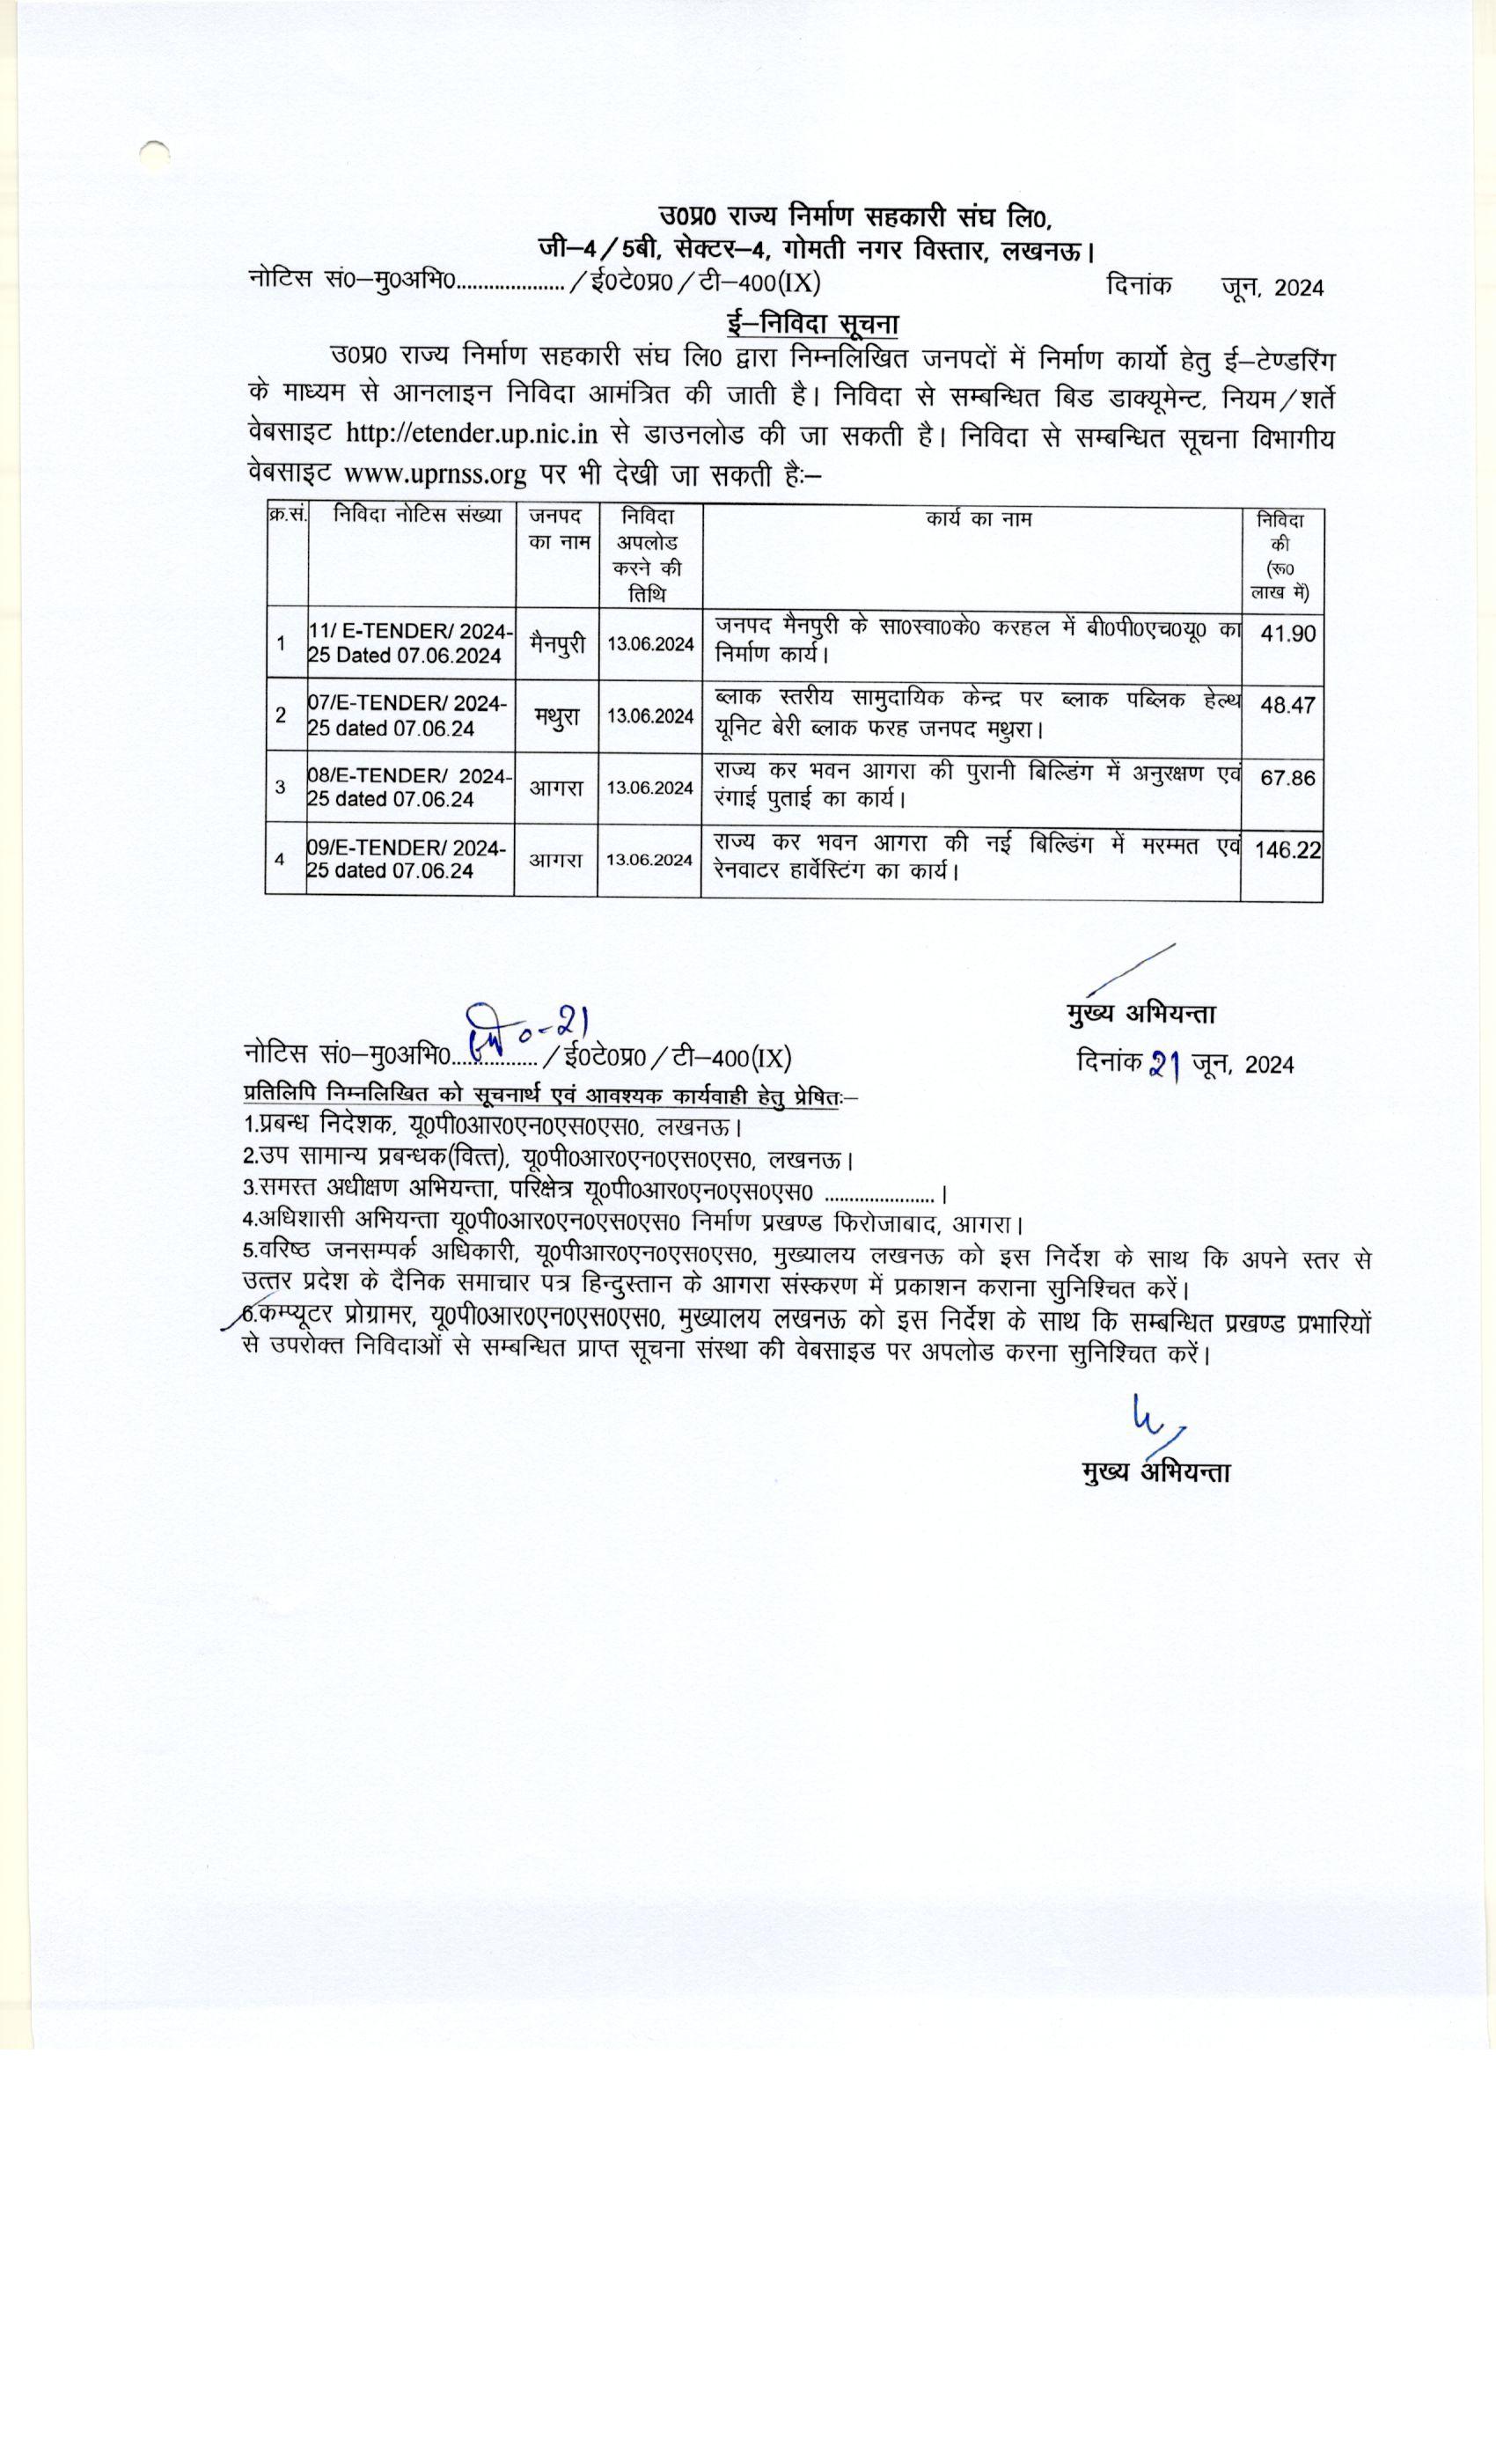 उ0प्र0 राज्य निर्माण सहकारी संघ लि0,
जी–4/5बी, सेक्टर–4, गोमती नगर विस्तार, लखनऊ।
नोटिस सं0–मु0अभि0..................../ई0टे0प्र0/टी–400(IX) दिनांक जून, 2024
ई–निविदा सूचना
उ0प्र0 राज्य निर्माण सहकारी संघ लि0 द्वारा निम्नलिखित जनपदों में निर्माण कार्यो हेतु ई–टेण्डरिंग
के माध्यम से आनलाइन निविदा आमंत्रित की जाती है। निविदा से सम्बन्धित बिड डाक्यूमेन्ट, नियम/शर्ते
वेबसाइट http://etender.up.nic.in से डाउनलोड की जा सकती है। निविदा से सम्बन्धित सूचना विभागीय
वेबसाइट www.uprnss.org पर भी देखी जा सकती हैः–
क्र.सं. निविदा नोटिस संख्या जनपद निविदा कार्य का नाम निविदा
का नाम अपलोड की
करने की (रू0
तिथि लाख में)
1 11/ E-TENDER/ 2024- मैनपुरी 13.06.2024 जनपद मैनपुरी के सा0स्वा0के0 करहल में बी0पी0एच0यू0 का 41.90
25 Dated 07.06.2024 निर्माण कार्य।
2 07/E-TENDER/ 2024- मथुरा 13.06.2024 ब्लाक स्तरीय सामुदायिक केन्द्र पर ब्लाक पब्लिक हेल्थ 48.47
25 dated 07.06.24 यूनिट बेरी ब्लाक फरह जनपद मथुरा।
3 08/E-TENDER/ 2024- आगरा 13.06.2024 राज्य कर भवन आगरा की पुरानी बिल्डिंग में अनुरक्षण एवं 67.86
25 dated 07.06.24 रंगाई पुताई का कार्य।
4 09/E-TENDER/ 2024- आगरा 13.06.2024 राज्य कर भवन आगरा की नई बिल्डिंग में मरम्मत एवं 146.22
25 dated 07.06.24 रेनवाटर हार्वेस्टिंग का कार्य।
मुख्य अभियन्ता
नोटिस सं0–मु0अभि0................/ई0टे0प्र0/टी–400(IX) दिनांक 21 जून, 2024
प्रतिलिपि निम्नलिखित को सूचनार्थ एवं आवश्यक कार्यवाही हेतु प्रेषितः–
1.प्रबन्ध निदेशक, यू0पी0आर0एन0एस0एस0, लखनऊ।
2.उप सामान्य प्रबन्धक(वित्त), यू0पी0आर0एन0एस0एस0, लखनऊ।
3.समस्त अधीक्षण अभियन्ता, परिक्षेत्र यू0पी0आर0एन0एस0एस0 .....................।
4.अधिशासी अभियन्ता यू0पी0आर0एन0एस0एस0 निर्माण प्रखण्ड फिरोजाबाद, आगरा।
5.वरिष्ठ जनसम्पर्क अधिकारी, यू0पीआर0एन0एस0एस0, मुख्यालय लखनऊ को इस निर्देश के साथ कि अपने स्तर से
उत्तर प्रदेश के दैनिक समाचार पत्र हिन्दुस्तान के आगरा संस्करण में प्रकाशन कराना सुनिश्चित करें।
6.कम्प्यूटर प्रोग्रामर, यू0पी0आर0एन0एस0एस0, मुख्यालय लखनऊ को इस निर्देश के साथ कि सम्बन्धित प्रखण्ड प्रभारियों
से उपरोक्त निविदाओं से सम्बन्धित प्राप्त सूचना संस्था की वेबसाइड पर अपलोड करना सुनिश्चित करें।
मुख्य अभियन्ता